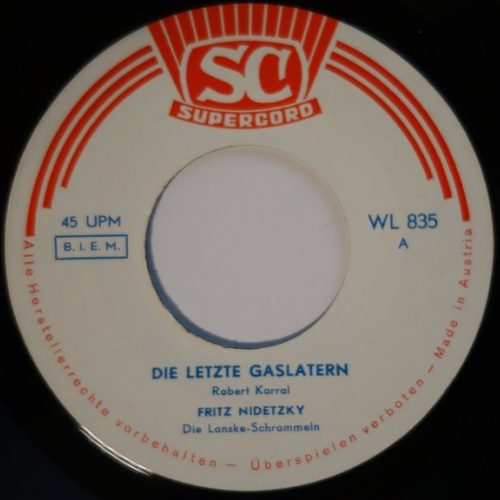 SC
SUPERCORD
45 UPM
B. I. E. M.
WL 835
A
DIE LETZTE GASLATERN
Robert Karral
FRITZ NIDETZKY
Die Lanske-Schrammeln
Alle Herstellerrechte vorbehalten – Überspielen verboten – Made in Austria